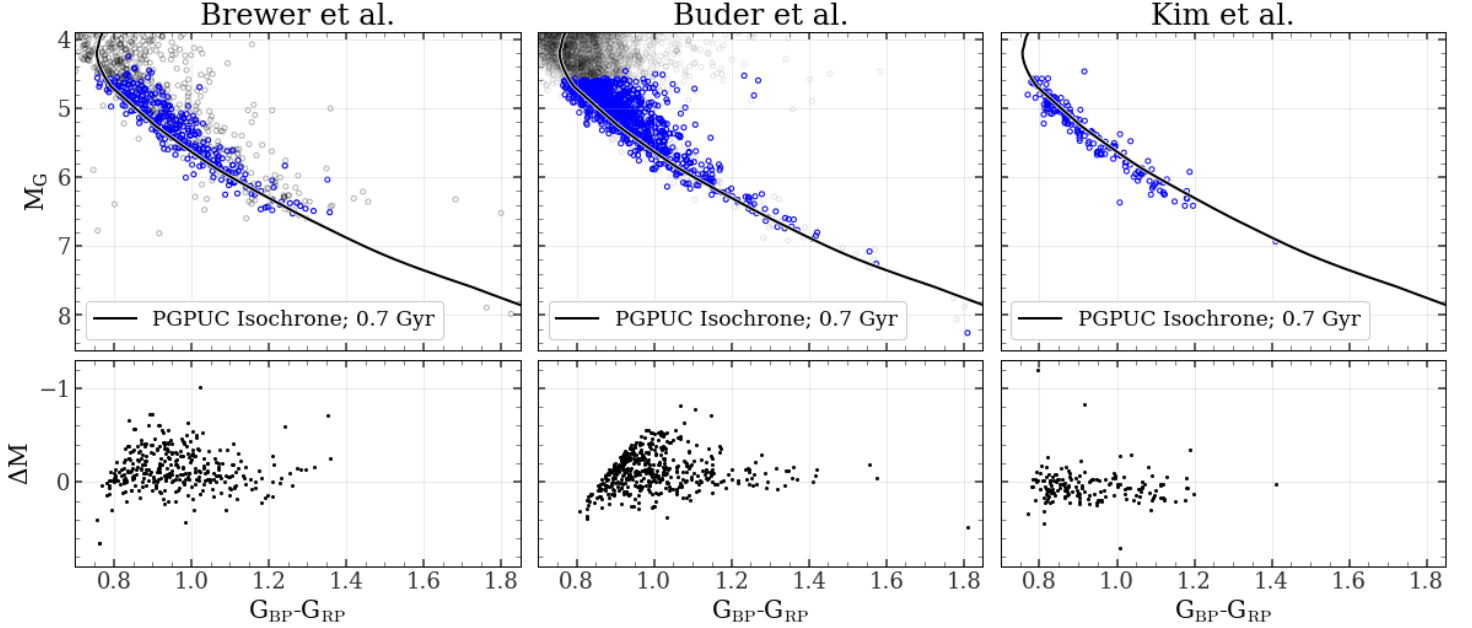 Brewer et al.
Buder et al.
Kim et al.
4
5
6
7
8
M_G
PGPUC Isochrone; 0.7 Gyr
PGPUC Isochrone; 0.7 Gyr
PGPUC Isochrone; 0.7 Gyr
−1
0
ΔM
0.8 1.0 1.2 1.4 1.6 1.8
0.8 1.0 1.2 1.4 1.6 1.8
0.8 1.0 1.2 1.4 1.6 1.8
G_BP-G_RP
G_BP-G_RP
G_BP-G_RP